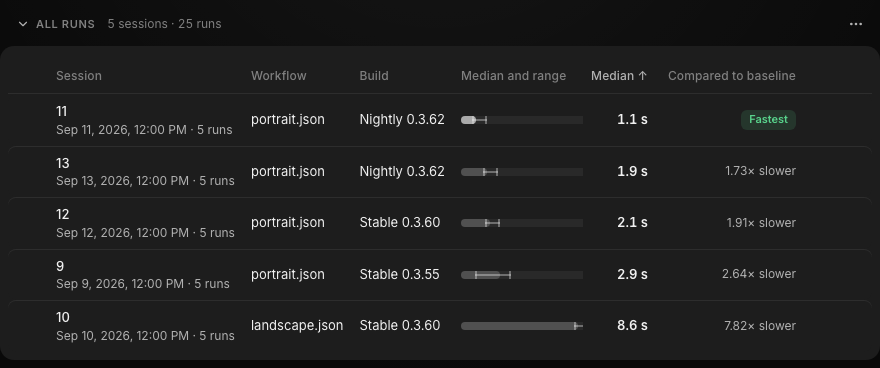 ALL RUNS 5 sessions · 25 runs
Session Workflow Build Median and range Median ↑ Compared to baseline
11
Sep 11, 2026, 12:00 PM · 5 runs
portrait.json Nightly 0.3.62 1.1 s Fastest
13
Sep 13, 2026, 12:00 PM · 5 runs
portrait.json Nightly 0.3.62 1.9 s 1.73× slower
12
Sep 12, 2026, 12:00 PM · 5 runs
portrait.json Stable 0.3.60 2.1 s 1.91× slower
9
Sep 9, 2026, 12:00 PM · 5 runs
portrait.json Stable 0.3.55 2.9 s 2.64× slower
10
Sep 10, 2026, 12:00 PM · 5 runs
landscape.json Stable 0.3.60 8.6 s 7.82× slower